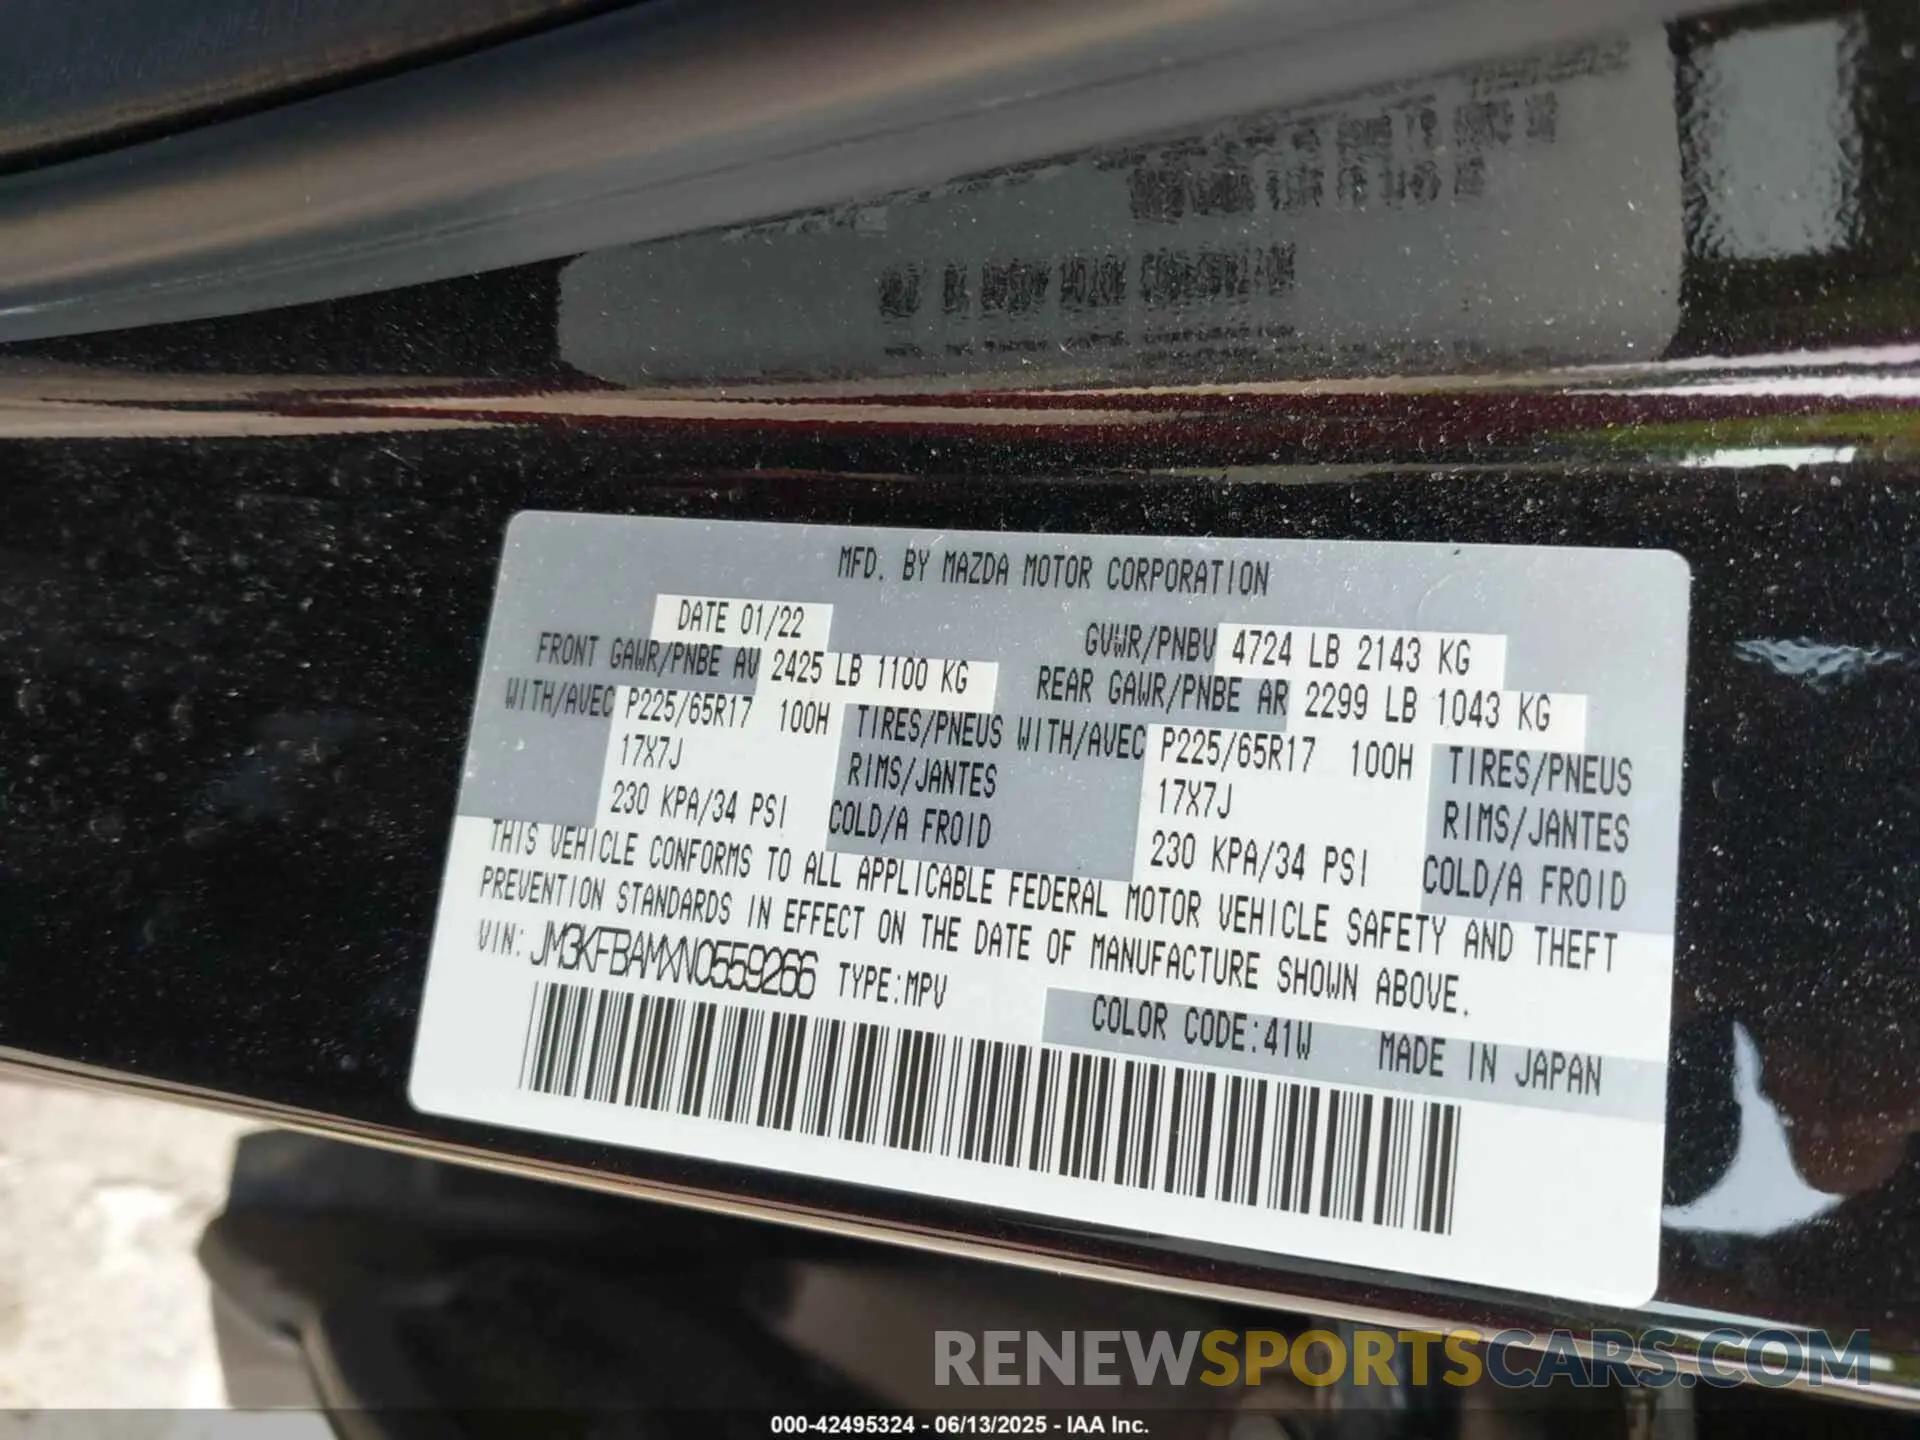 MFD. BY MAZDA MOTOR CORPORATION
DATE 01/22
GVWR/PNBV 4724 LB 2143 KG
FRONT GAWR/PNBE AV 2425 LB 1100 KG
REAR GAWR/PNBE AR 2299 LB 1043 KG
WITH/AVEC P225/65R17 100H TIRES/PNEUS WITH/AVEC P225/65R17 100H TIRES/PNEUS
17X7J RIMS/JANTES 17X7J RIMS/JANTES
230 KPA/34 PSI COLD/A FROID 230 KPA/34 PSI COLD/A FROID
THIS VEHICLE CONFORMS TO ALL APPLICABLE FEDERAL MOTOR VEHICLE SAFETY AND THEFT
PREVENTION STANDARDS IN EFFECT ON THE DATE OF MANUFACTURE SHOWN ABOVE.
VIN: JM3KFBAMXN0559266 TYPE:MPV
COLOR CODE:41W MADE IN JAPAN
RENEWSPORTSCARS.COM
000-42495324 - 06/13/2025 - IAA Inc.